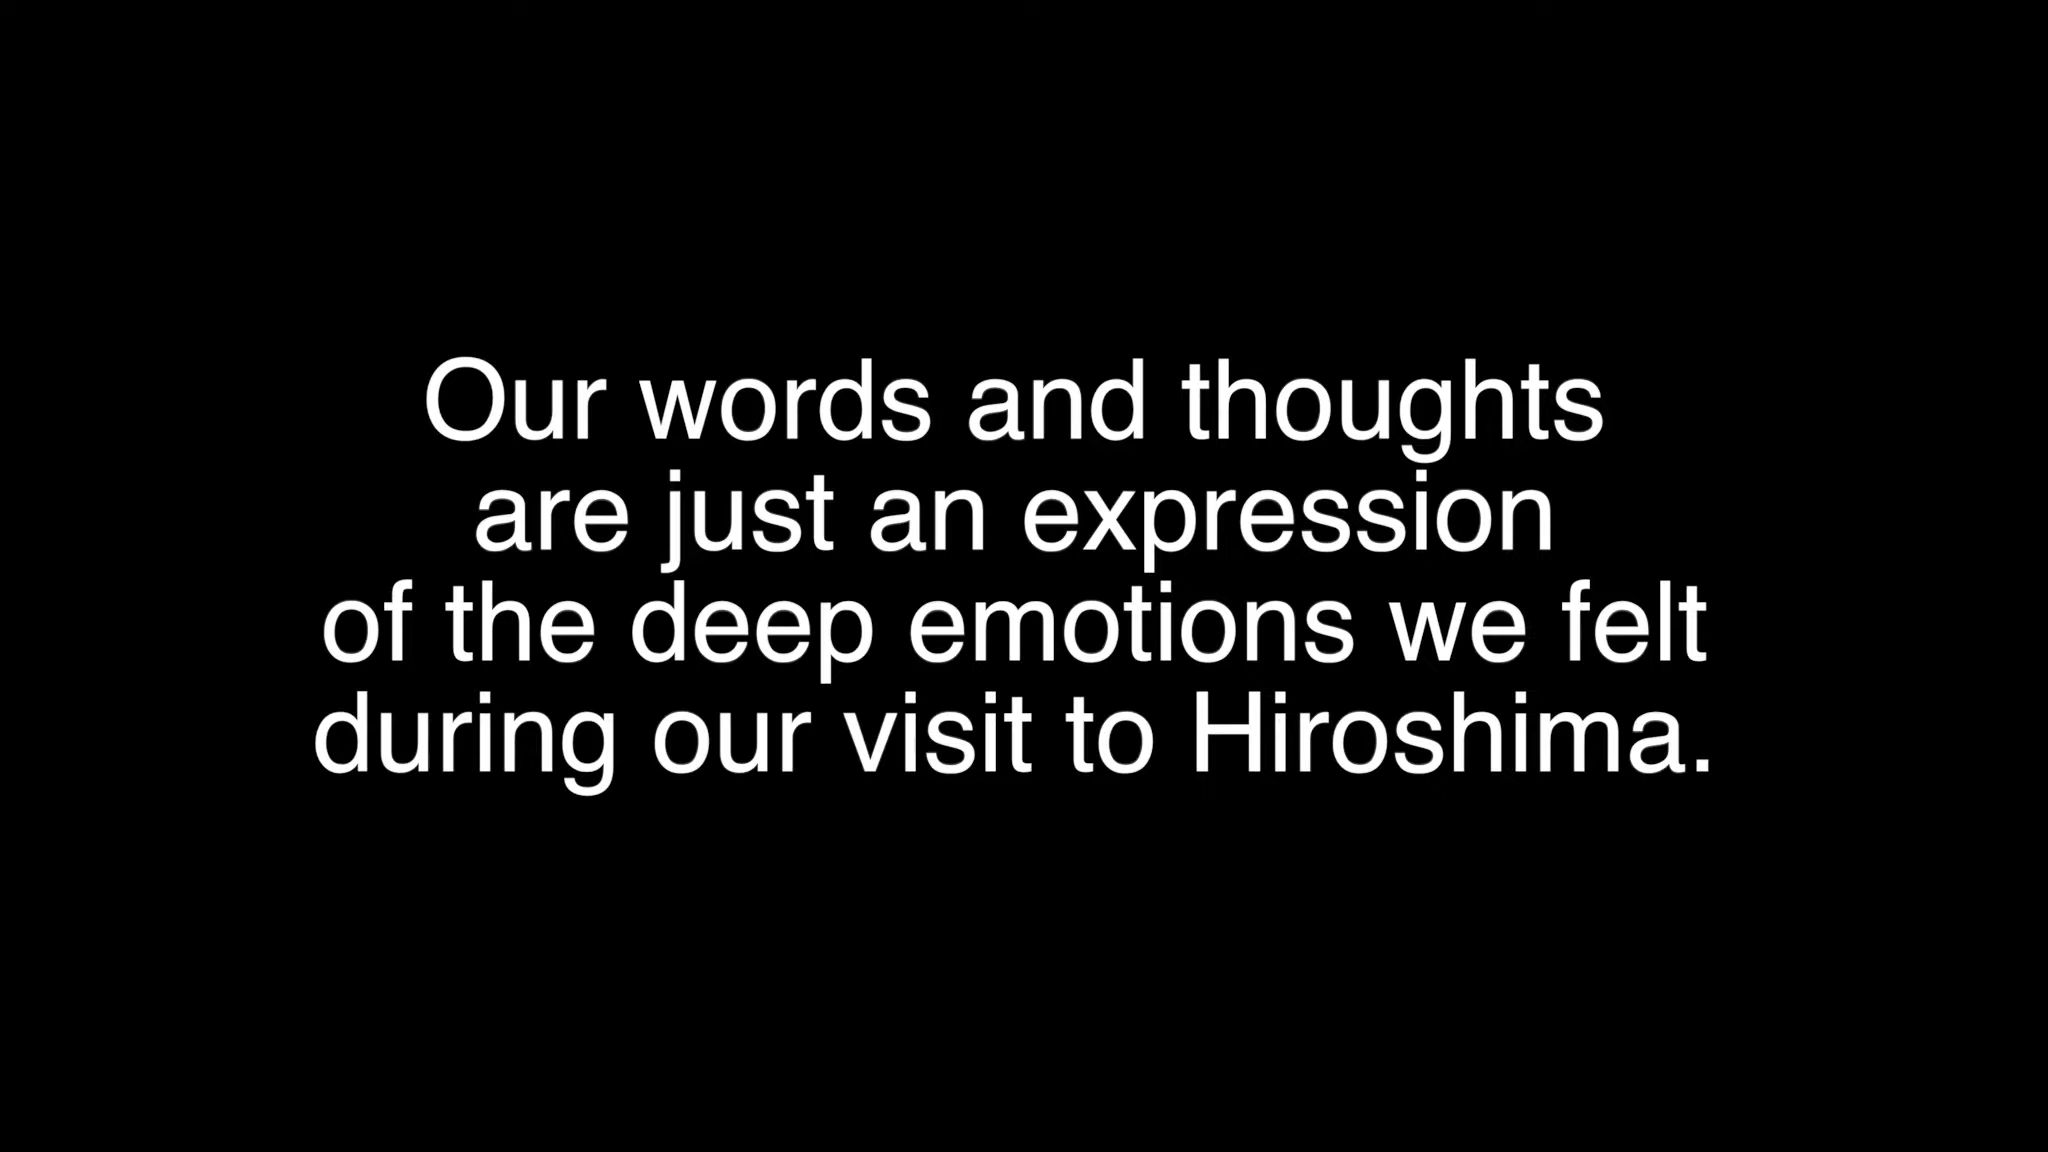 Our words and thoughts
are just an expression
of the deep emotions we felt
during our visit to Hiroshima.